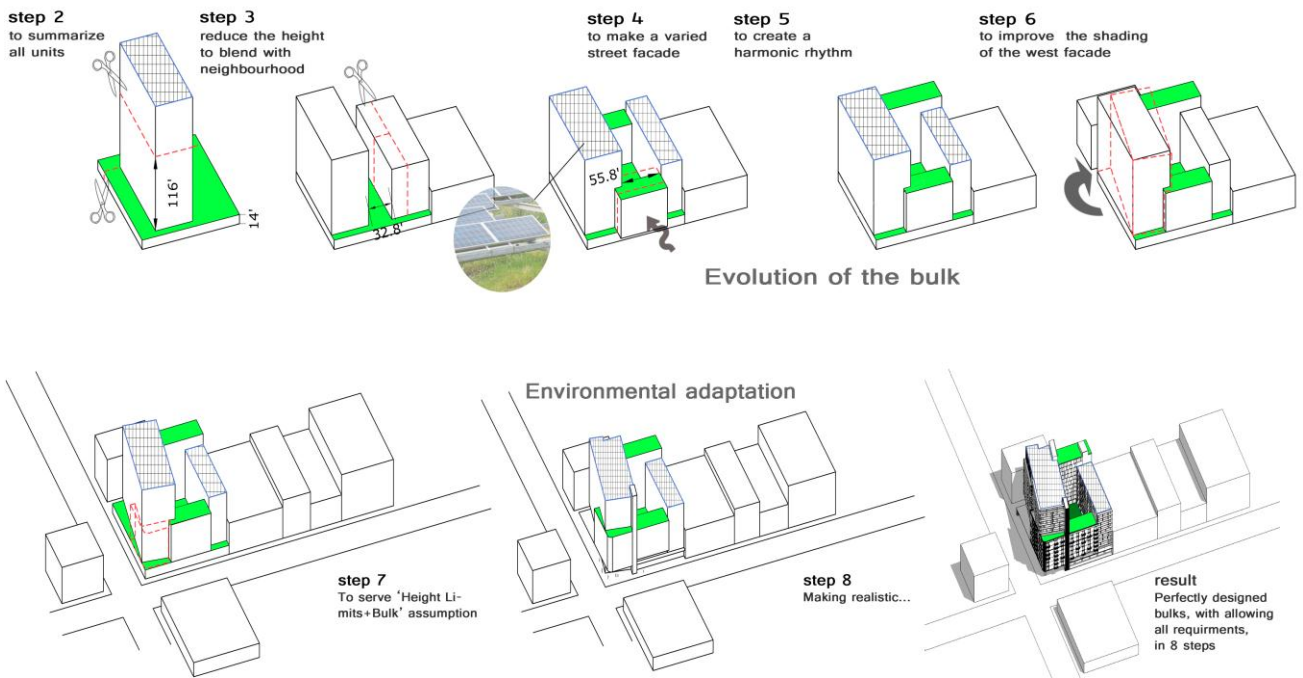 step 2
to summarize
all units
step 3
reduce the height
to blend with
neighbourhood
step 4
to make a varied
street facade
step 5
to create a
harmonic rhythm
step 6
to improve the shading
of the west facade
116'
14'
32.8'
55.8'
Evolution of the bulk
Environmental adaptation
step 7
To serve ‘Height Li-
mits+Bulk’ assumption
step 8
Making realistic...
result
Perfectly designed
bulks, with allowing
all requirments,
in 8 steps